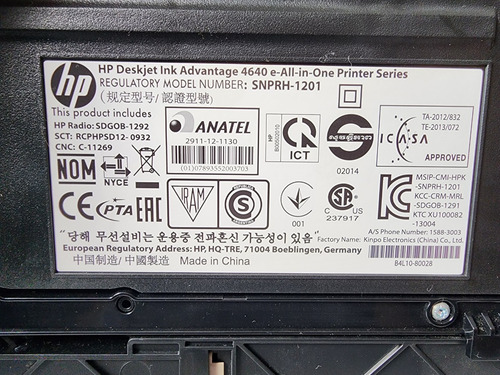 hp
HP Deskjet Ink Advantage 4640 e-All-in-One Printer Series
REGULATORY MODEL NUMBER: SNPRH-1201
(规定型号/ 認證型號)
This product includes
HP Radio: SDGOB-1292
SCT: RCPHPSD12-0932
CNC: C-11269
ANATEL
2911-12-1130
(01)07893552003703
HP
ICT
02014
TA-2012/832
TE-2013/072
ICASA
APPROVED
NOM
NYCE
CE
PTA
EAC
TRAM
S
001
C US
237917
MSIP-CMI-HPK
-SNPRH-1201
KCC-CRM-MRL
-SDGOB-1291
KTC XU100082
-13004
A/S Phone Number: 1588-3003
"당해 무선설비는 운용중 전파혼신 가능성이 있음"
Factory Name: Kinpo Electronics (China) Co., Ltd.
European Regulatory Address: HP, HQ-TRE, 71004 Boeblingen, Germany
中国制造/ 中國製造 Made in China
B4L10-80028